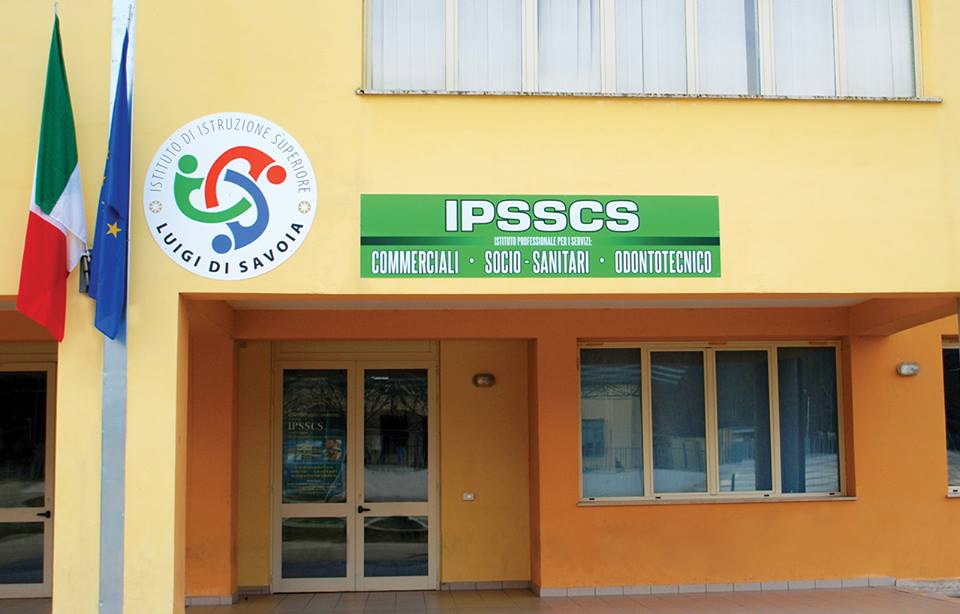 ISTITUTO DI ISTRUZIONE SUPERIORE
LUIGI DI SAVOIA
IPSSCS
ISTITUTO PROFESSIONALE PER I SERVIZI:
COMMERCIALI • SOCIO - SANITARI • ODONTOTECNICO
IPSSCS